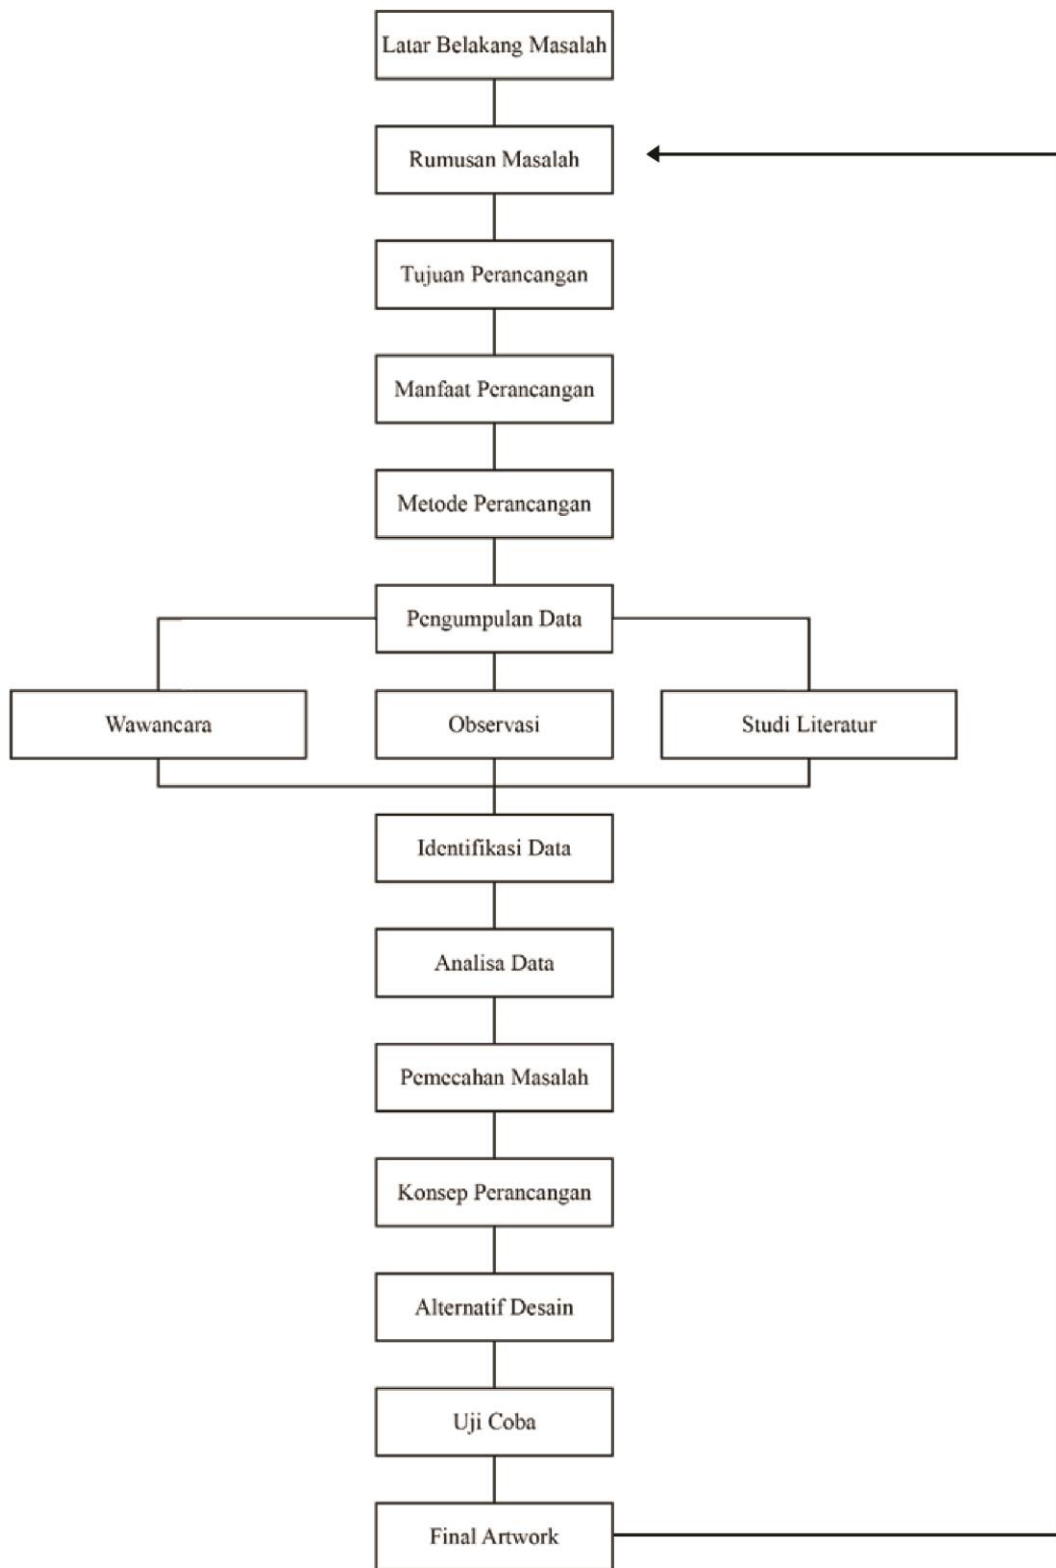 Latar Belakang Masalah
Rumusan Masalah
Tujuan Perancangan
Manfaat Perancangan
Metode Perancangan
Pengumpulan Data
Wawancara
Observasi
Studi Literatur
Identifikasi Data
Analisa Data
Pemecahan Masalah
Konsep Perancangan
Alternatif Desain
Uji Coba
Final Artwork